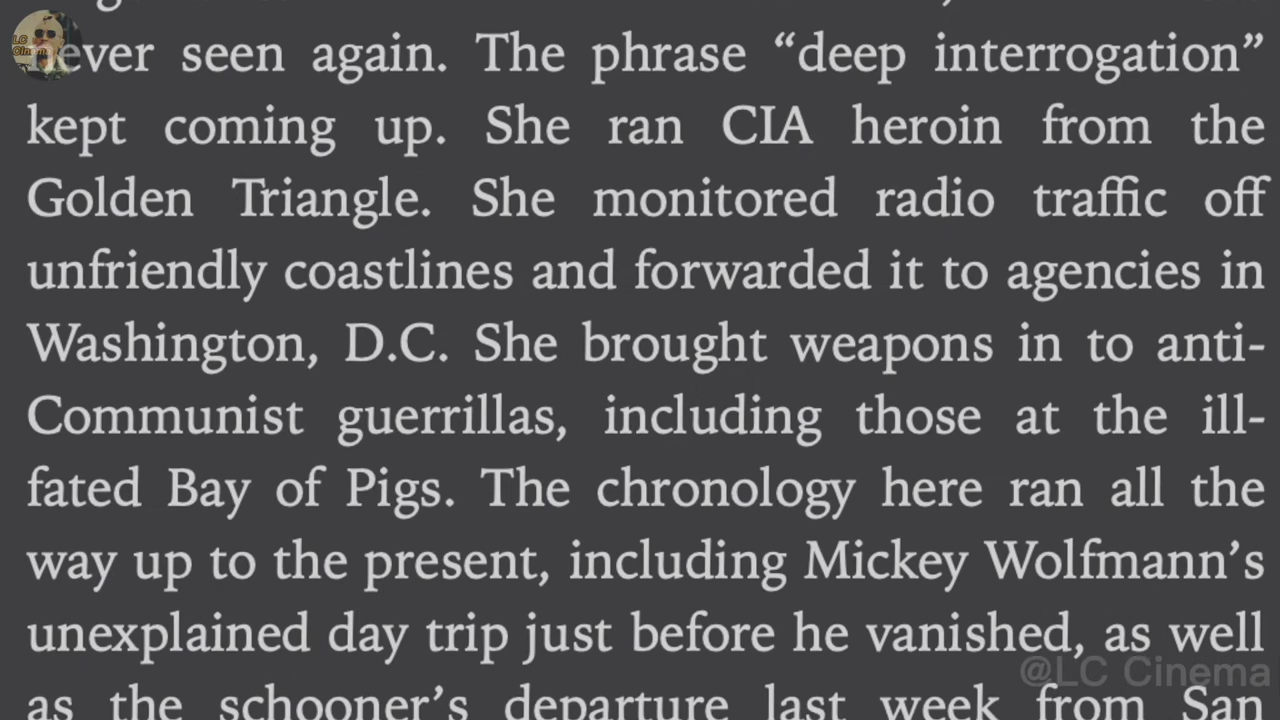 never seen again. The phrase “deep interrogation”
kept coming up. She ran CIA heroin from the
Golden Triangle. She monitored radio traffic off
unfriendly coastlines and forwarded it to agencies in
Washington, D.C. She brought weapons in to anti-
Communist guerrillas, including those at the ill-
fated Bay of Pigs. The chronology here ran all the
way up to the present, including Mickey Wolfmann’s
unexplained day trip just before he vanished, as well
as the schooner’s departure last week from San
LC
Cinema
@LC Cinema